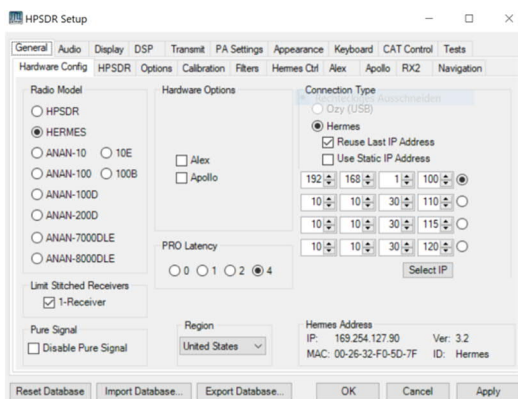 HPSDR Setup
General Audio Display DSP Transmit PA Settings Appearance Keyboard CAT Control Tests
Hardware Config HPSDR Options Calibration Filters Hermes Ctrl Alex Apollo RX2 Navigation
Radio Model
HPSDR
HERMES
ANAN-10 10E
ANAN-100 100B
ANAN-100D
ANAN-200D
ANAN-7000DLE
ANAN-8000DLE
Limit Stitched Receivers
1-Receiver
Pure Signal
Disable Pure Signal
Hardware Options
Alex
Apollo
PRO Latency
0 1 2 4
Region
United States
Connection Type
Rechteckiges Ausschneiden
Ozy (USB)
Hermes
Reuse Last IP Address
Use Static IP Address
192 168 1 100
10 10 30 110
10 10 30 115
10 10 30 120
Select IP
Hermes Address
IP: 169.254.127.90 Ver: 3.2
MAC: 00-26-32-F0-5D-7F ID: Hermes
Reset Database Import Database... Export Database... OK Cancel Apply